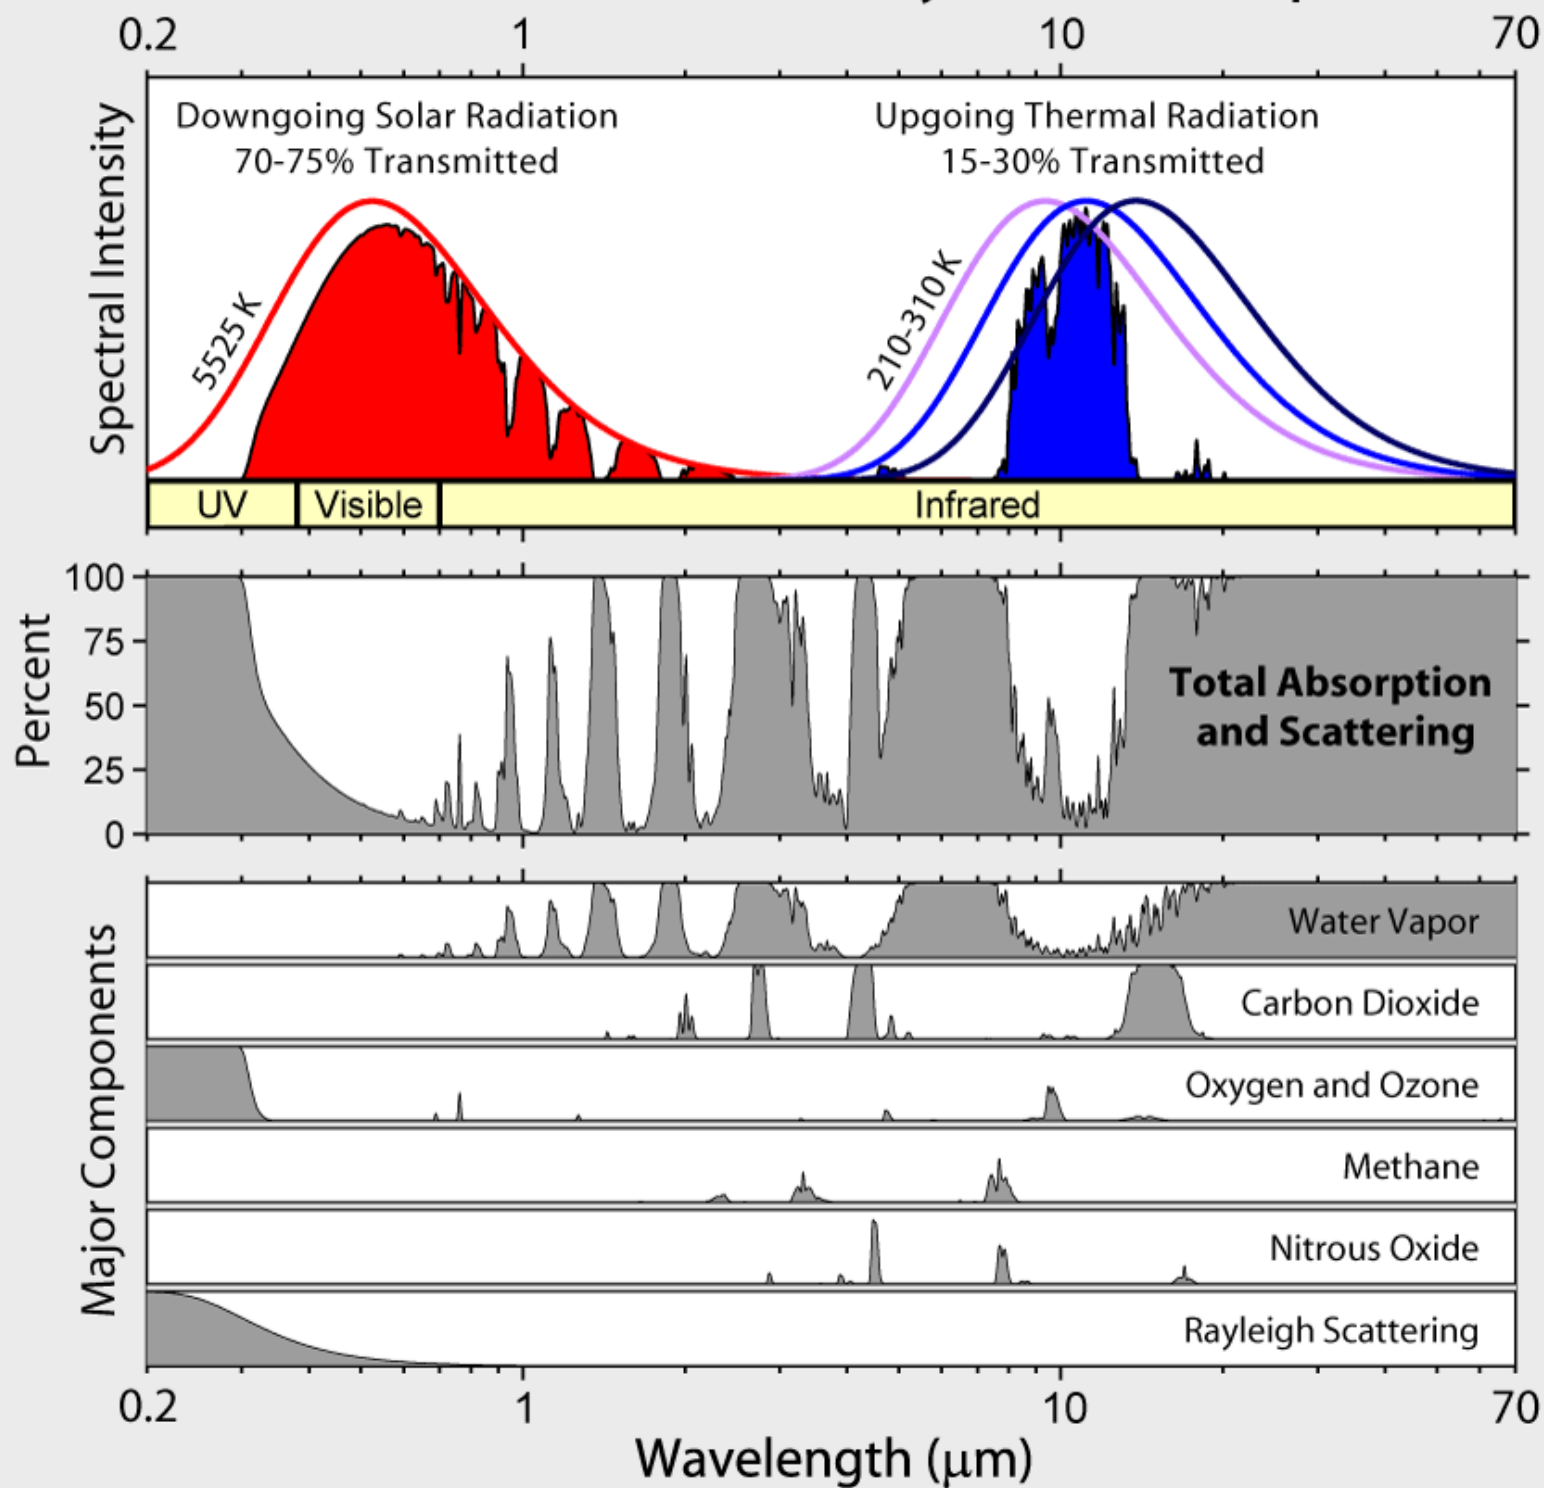 0.2 1 10 70
Spectral Intensity
Downgoing Solar Radiation
70-75% Transmitted
Upgoing Thermal Radiation
15-30% Transmitted
5525 K
210-310 K
UV Visible Infrared
Percent
100
75
50
25
0
Total Absorption
and Scattering
Major Components
Water Vapor
Carbon Dioxide
Oxygen and Ozone
Methane
Nitrous Oxide
Rayleigh Scattering
0.2 1 10 70
Wavelength (μm)